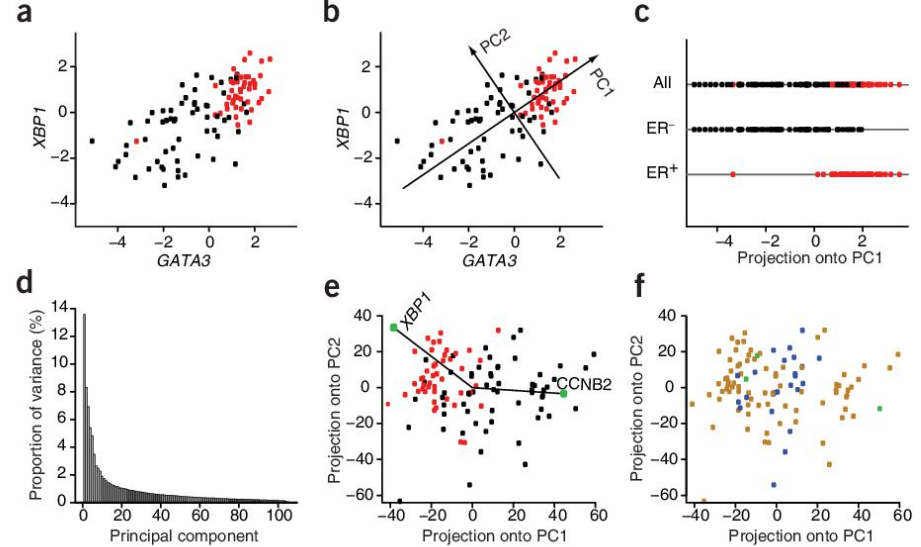 a
XBP1
2
0
−2
−4
−4 −2 0 2
GATA3
b
XBP1
2
0
−2
−4
PC2
PC1
−4 −2 0 2
GATA3
c
All
ER−
ER+
−4 −2 0 2
Projection onto PC1
d
Proportion of variance (%)
14
12
10
8
6
4
2
0
0 20 40 60 80 100
Principal component
e
Projection onto PC2
40
20
0
−20
−40
−60
XBP1
CCNB2
−40 −20 0 20 40 60
Projection onto PC1
f
Projection onto PC2
40
20
0
−20
−40
−60
−40 −20 0 20 40 60
Projection onto PC1